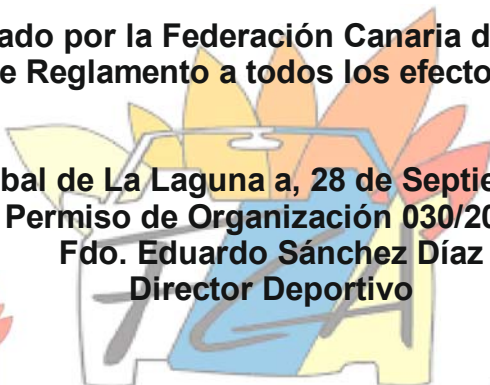 ado por la Federación Canaria d
e Reglamento a todos los efecto
bal de La Laguna a, 28 de Septie
Permiso de Organización 030/20
Fdo. Eduardo Sánchez Díaz
Director Deportivo
FCA